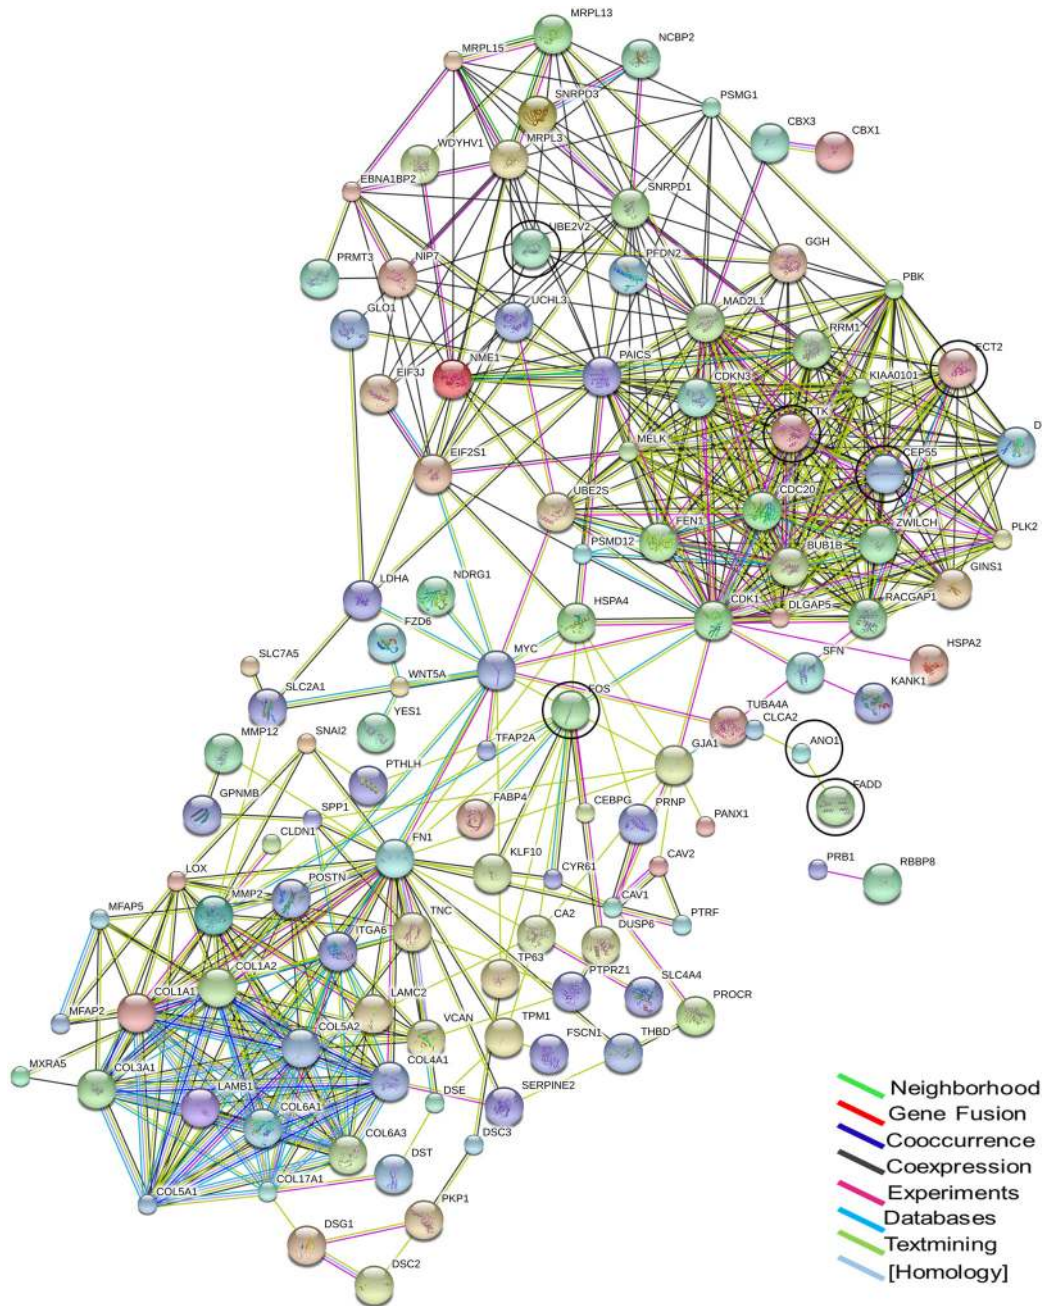 MRPL13
MRPL15
NCBP2
SNRPD3
PSMG1
CBX3
CBX1
WDYHV1
MRPL3
EBNA1BP2
SNRPD1
UBE2V2
GGH
PRMT3
NIP7
PFDN2
PBK
GLO1
UCHL3
MAD2L1
RRM1
ECT2
NME1
PAICS
EIF3J
CDKN3
KIAA0101
TTK
D
MELK
EIF2S1
CEP55
UBE2S
CDC20
FEN1
ZWILCH
PLK2
PSMD12
BUB1B
GINS1
LDHA
NDRG1
HSPA4
CDK1
DLGAP5
RACGAP1
FZD6
MYC
SFN
HSPA2
SLC7A5
WNT5A
SLC2A1
FOS
KANK1
YES1
TUBA4A
CLCA2
MMP12
SNAI2
TFAP2A
GJA1
ANO1
PTHLH
FADD
GPNMB
SPP1
FABP4
CEBPG
PRNP
PANX1
CLDN1
FN1
KLF10
CAV2
PRB1
RBBP8
LOX
POSTN
CYR61
MMP2
CAV1
MFAP5
TNC
CA2
DUSP6
PTRF
ITGA6
COL1A2
TP63
COL1A1
LAMC2
PTPRZ1
SLC4A4
MFAP2
COL5A2
VCAN
TPM1
PROCR
COL4A1
FSCN1
THBD
MXRA5
COL3A1
LAMB1
DSE
SERPINE2
COL6A1
COL6A3
DSC3
COL5A1
COL17A1
DST
PKP1
DSG1
DSC2
Neighborhood
Gene Fusion
Cooccurrence
Coexpression
Experiments
Databases
Textmining
[Homology]